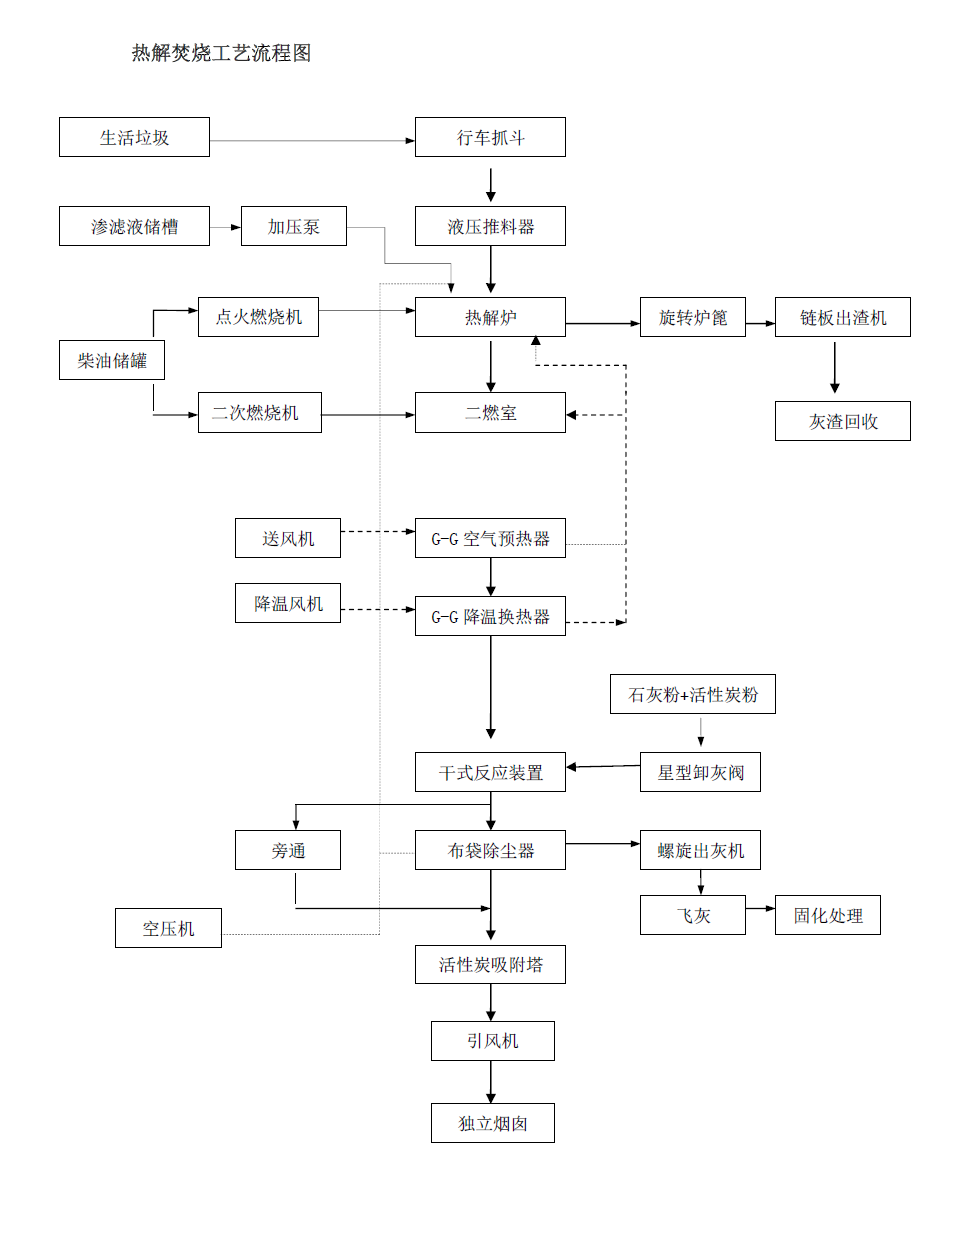 热解焚烧工艺流程图
生活垃圾
行车抓斗
渗滤液储槽
加压泵
液压推料器
点火燃烧机
热解炉
旋转炉篦
链板出渣机
柴油储罐
二次燃烧机
二燃室
灰渣回收
送风机
G-G 空气预热器
降温风机
G-G 降温换热器
石灰粉+活性炭粉
干式反应装置
星型卸灰阀
旁通
布袋除尘器
螺旋出灰机
飞灰
固化处理
空压机
活性炭吸附塔
引风机
独立烟囱